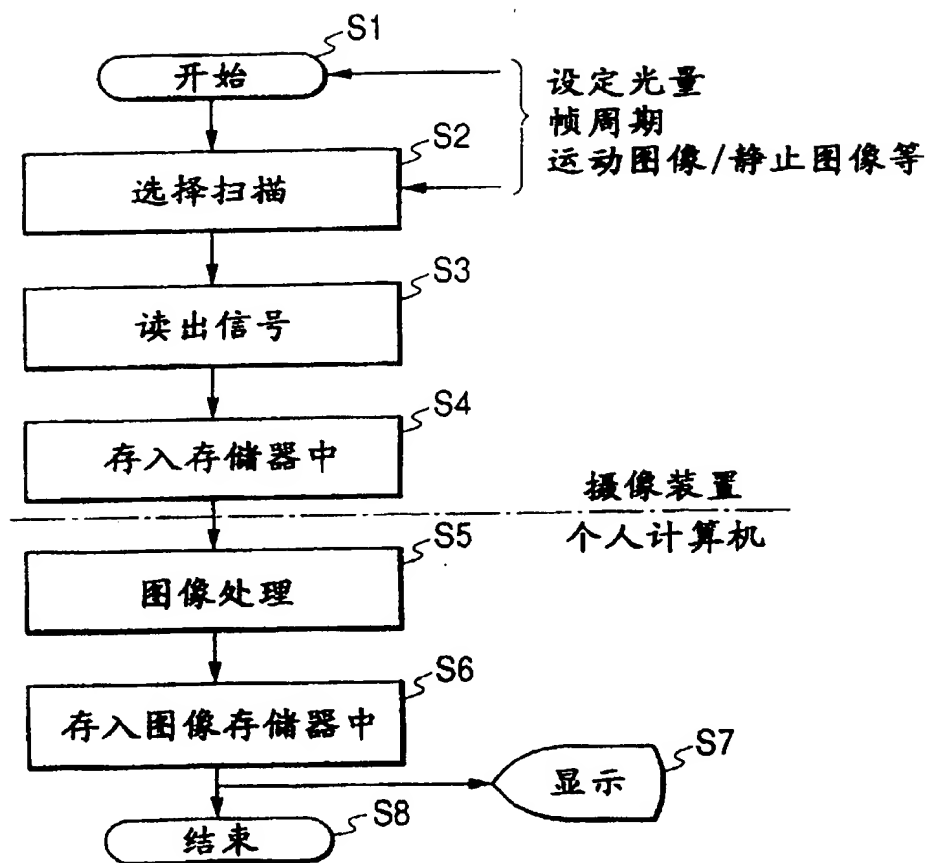 S1
开始
设定光量
帧周期
运动图像/静止图像等
S2
选择扫描
S3
读出信号
S4
存入存储器中
摄像装置
个人计算机
S5
图像处理
S6
存入图像存储器中
S7
显示
S8
结束